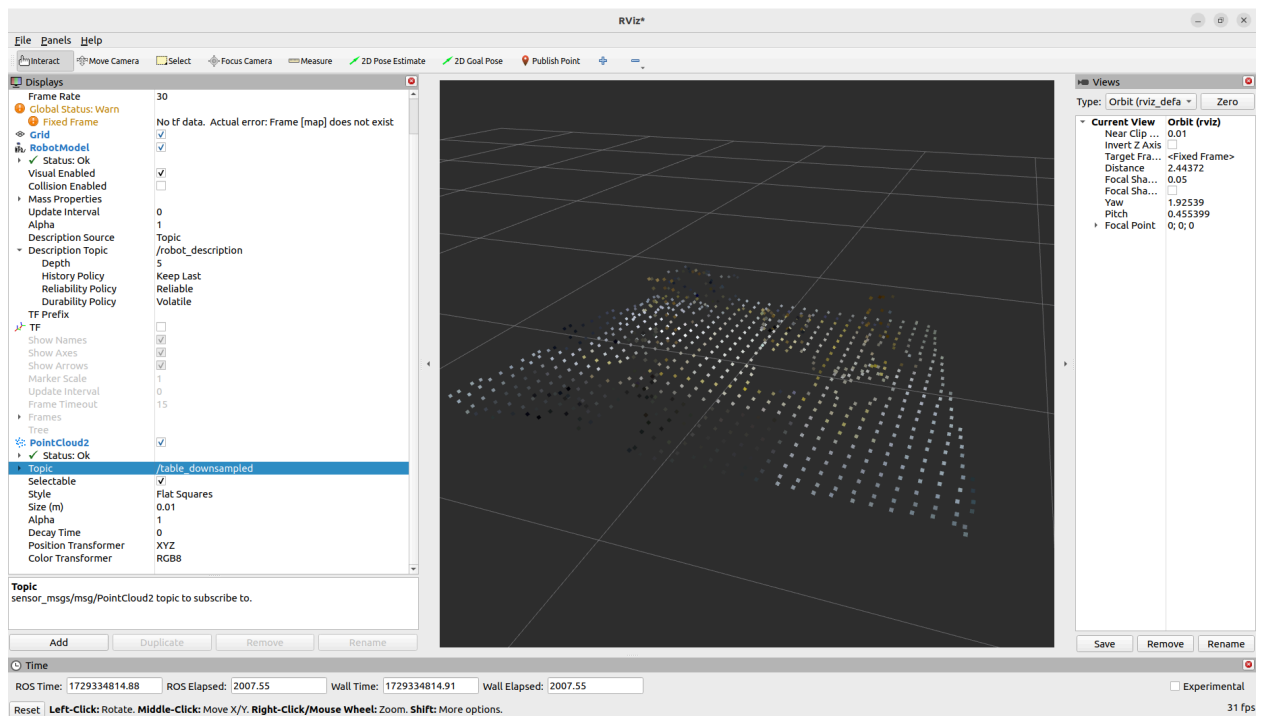 RViz*
File Panels Help
Interact Move Camera Select Focus Camera Measure 2D Pose Estimate 2D Goal Pose Publish Point
Displays
Frame Rate 30
Global Status: Warn
Fixed Frame No tf data. Actual error: Frame [map] does not exist
Grid
RobotModel
Status: Ok
Visual Enabled
Collision Enabled
Mass Properties
Update Interval 0
Alpha 1
Description Source Topic
Description Topic /robot_description
Depth 5
History Policy Keep Last
Reliability Policy Reliable
Durability Policy Volatile
TF Prefix
TF
Show Names
Show Axes
Show Arrows
Marker Scale 1
Update Interval 0
Frame Timeout 15
Frames
Tree
PointCloud2
Status: Ok
Topic /table_downsampled
Selectable
Style Flat Squares
Size (m) 0.01
Alpha 1
Decay Time 0
Position Transformer XYZ
Color Transformer RGB8
Topic
sensor_msgs/msg/PointCloud2 topic to subscribe to.
Add Duplicate Remove Rename
Views
Type: Orbit (rviz_defa Zero
Current View Orbit (rviz)
Near Clip ... 0.01
Invert Z Axis
Target Fra... <Fixed Frame>
Distance 2.44372
Focal Sha... 0.05
Focal Sha...
Yaw 1.92539
Pitch 0.455399
Focal Point 0; 0; 0
Save Remove Rename
Time
ROS Time: 1729334814.88 ROS Elapsed: 2007.55 Wall Time: 1729334814.91 Wall Elapsed: 2007.55 Experimental
Reset Left-Click: Rotate. Middle-Click: Move X/Y. Right-Click/Mouse Wheel: Zoom. Shift: More options. 31 fps